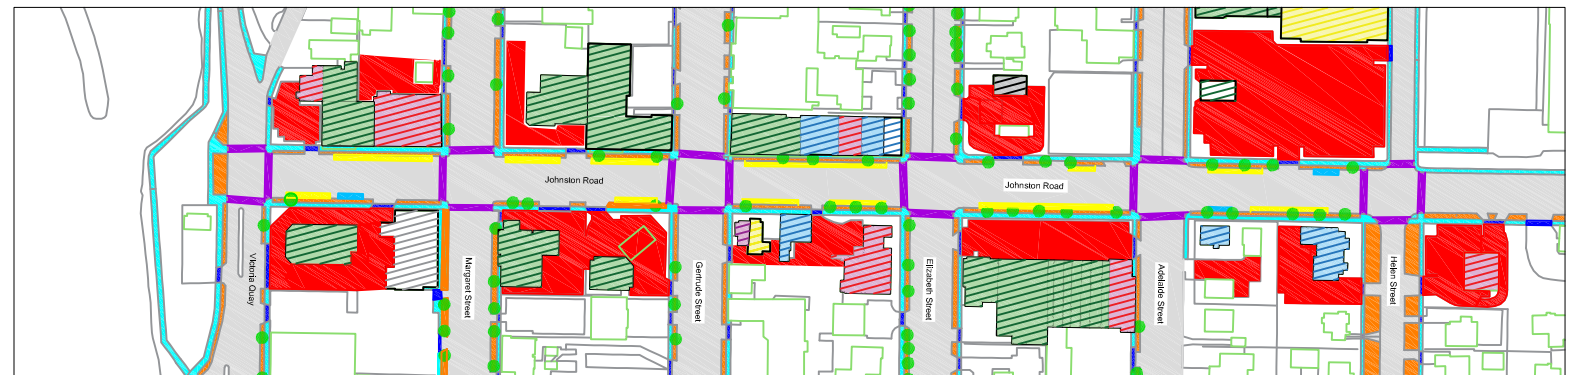 Johnston Road
Johnston Road
Victoria Quay
Margaret Street
Gertrude Street
Elizabeth Street
Adelaide Street
Helen Street